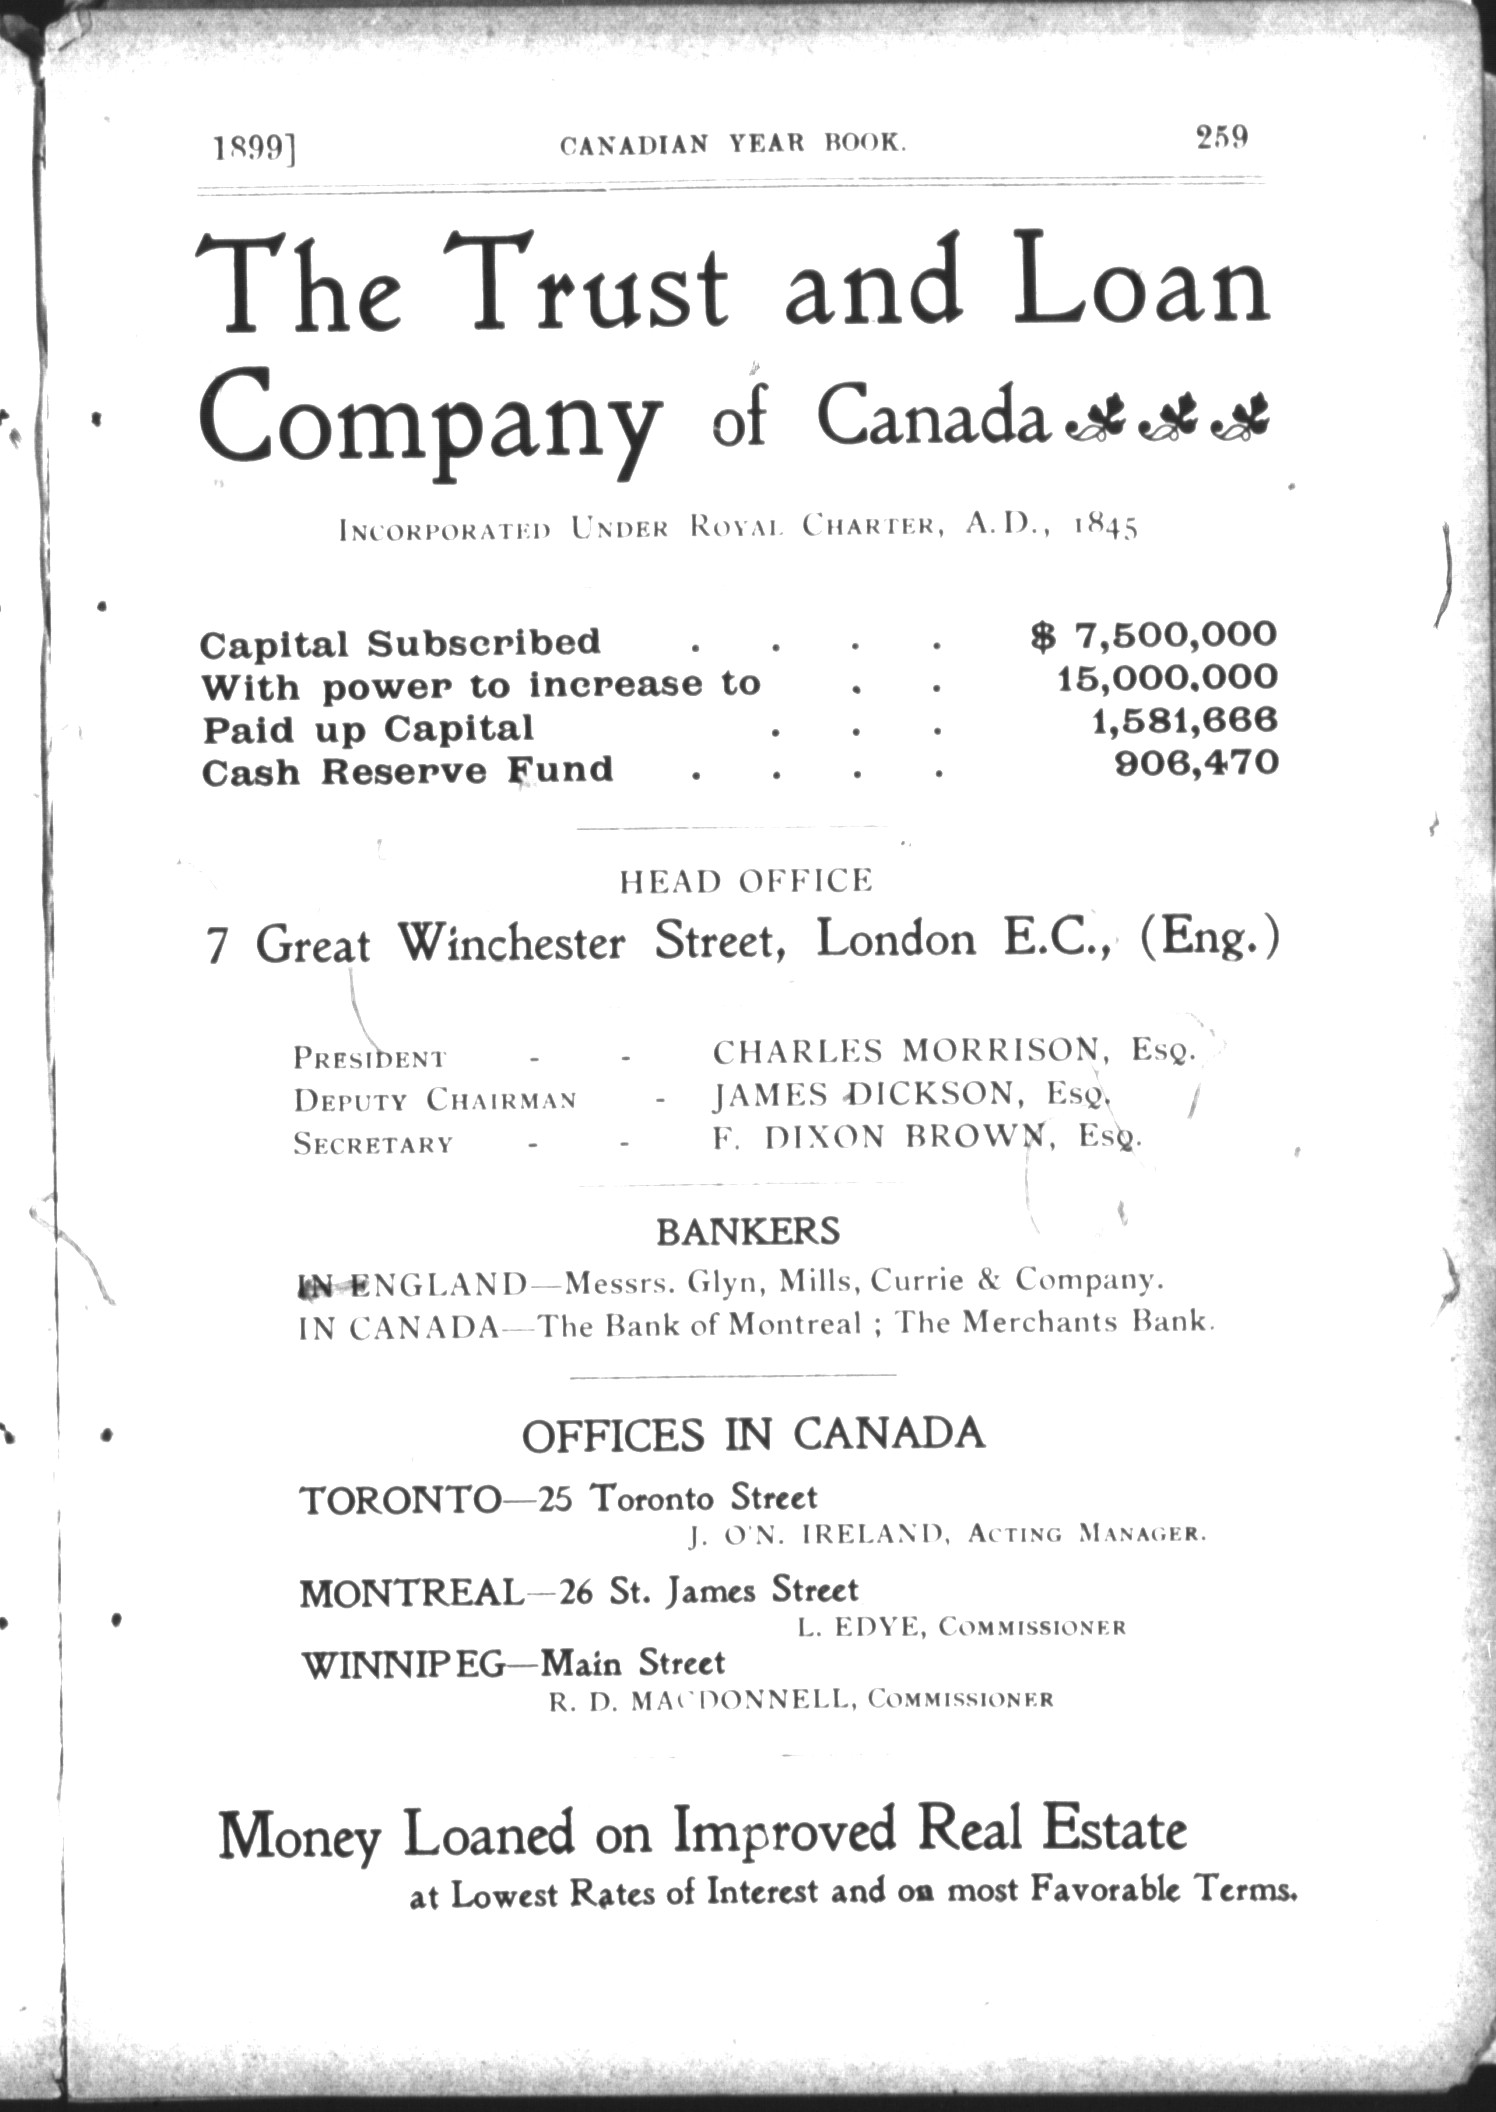 1899] CANADIAN YEAR BOOK. 259
The Trust and Loan
Company of Canada
INCORPORATED UNDER ROYAL CHARTER, A.D., 1845
Capital Subscribed . . . . $ 7,500,000
With power to increase to . . 15,000,000
Paid up Capital . . . 1,581,666
Cash Reserve Fund . . . . 906,470
HEAD OFFICE
7 Great Winchester Street, London E.C., (Eng.)
PRESIDENT - - CHARLES MORRISON, ESQ.
DEPUTY CHAIRMAN - JAMES DICKSON, ESQ.
SECRETARY - - F. DIXON BROWN, ESQ.
BANKERS
IN ENGLAND—Messrs. Glyn, Mills, Currie & Company.
IN CANADA—The Bank of Montreal ; The Merchants Bank.
OFFICES IN CANADA
TORONTO—25 Toronto Street
J. O'N. IRELAND, ACTING MANAGER.
MONTREAL—26 St. James Street
L. EDYE, COMMISSIONER
WINNIPEG—Main Street
R. D. MACDONNELL, COMMISSIONER
Money Loaned on Improved Real Estate
at Lowest Rates of Interest and on most Favorable Terms.